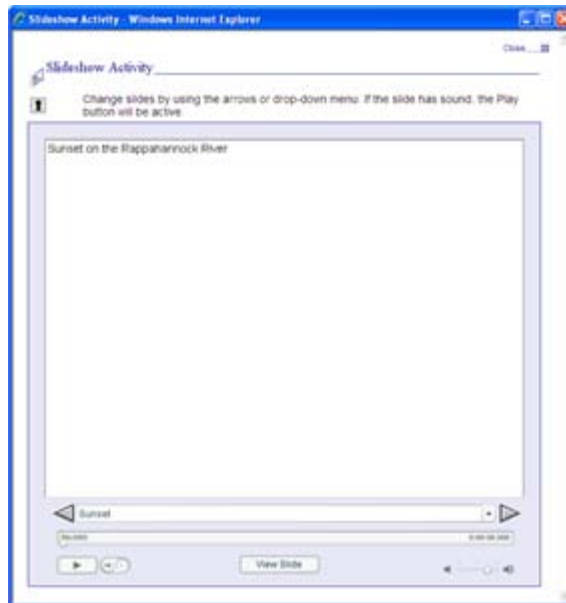 Slideshow Activity - Windows Internet Explorer
Close
Slideshow Activity
Change slides by using the arrows or drop-down menu. If the slide has sound, the Play
button will be active.
Sunset on the Rappahannock River
Sunset
View Slide